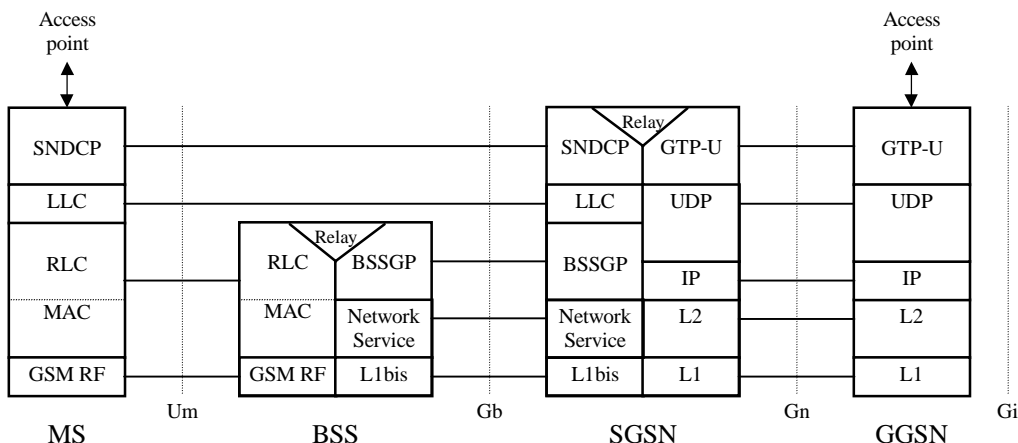 Access
point
Access
point
Relay
SNDCP
SNDCP
GTP-U
GTP-U
LLC
LLC
UDP
UDP
Relay
RLC
RLC
BSSGP
BSSGP
IP
IP
MAC
MAC
Network
Service
Network
Service
L2
L2
GSM RF
GSM RF
L1bis
L1bis
L1
L1
Um
Gb
Gn
Gi
MS
BSS
SGSN
GGSN